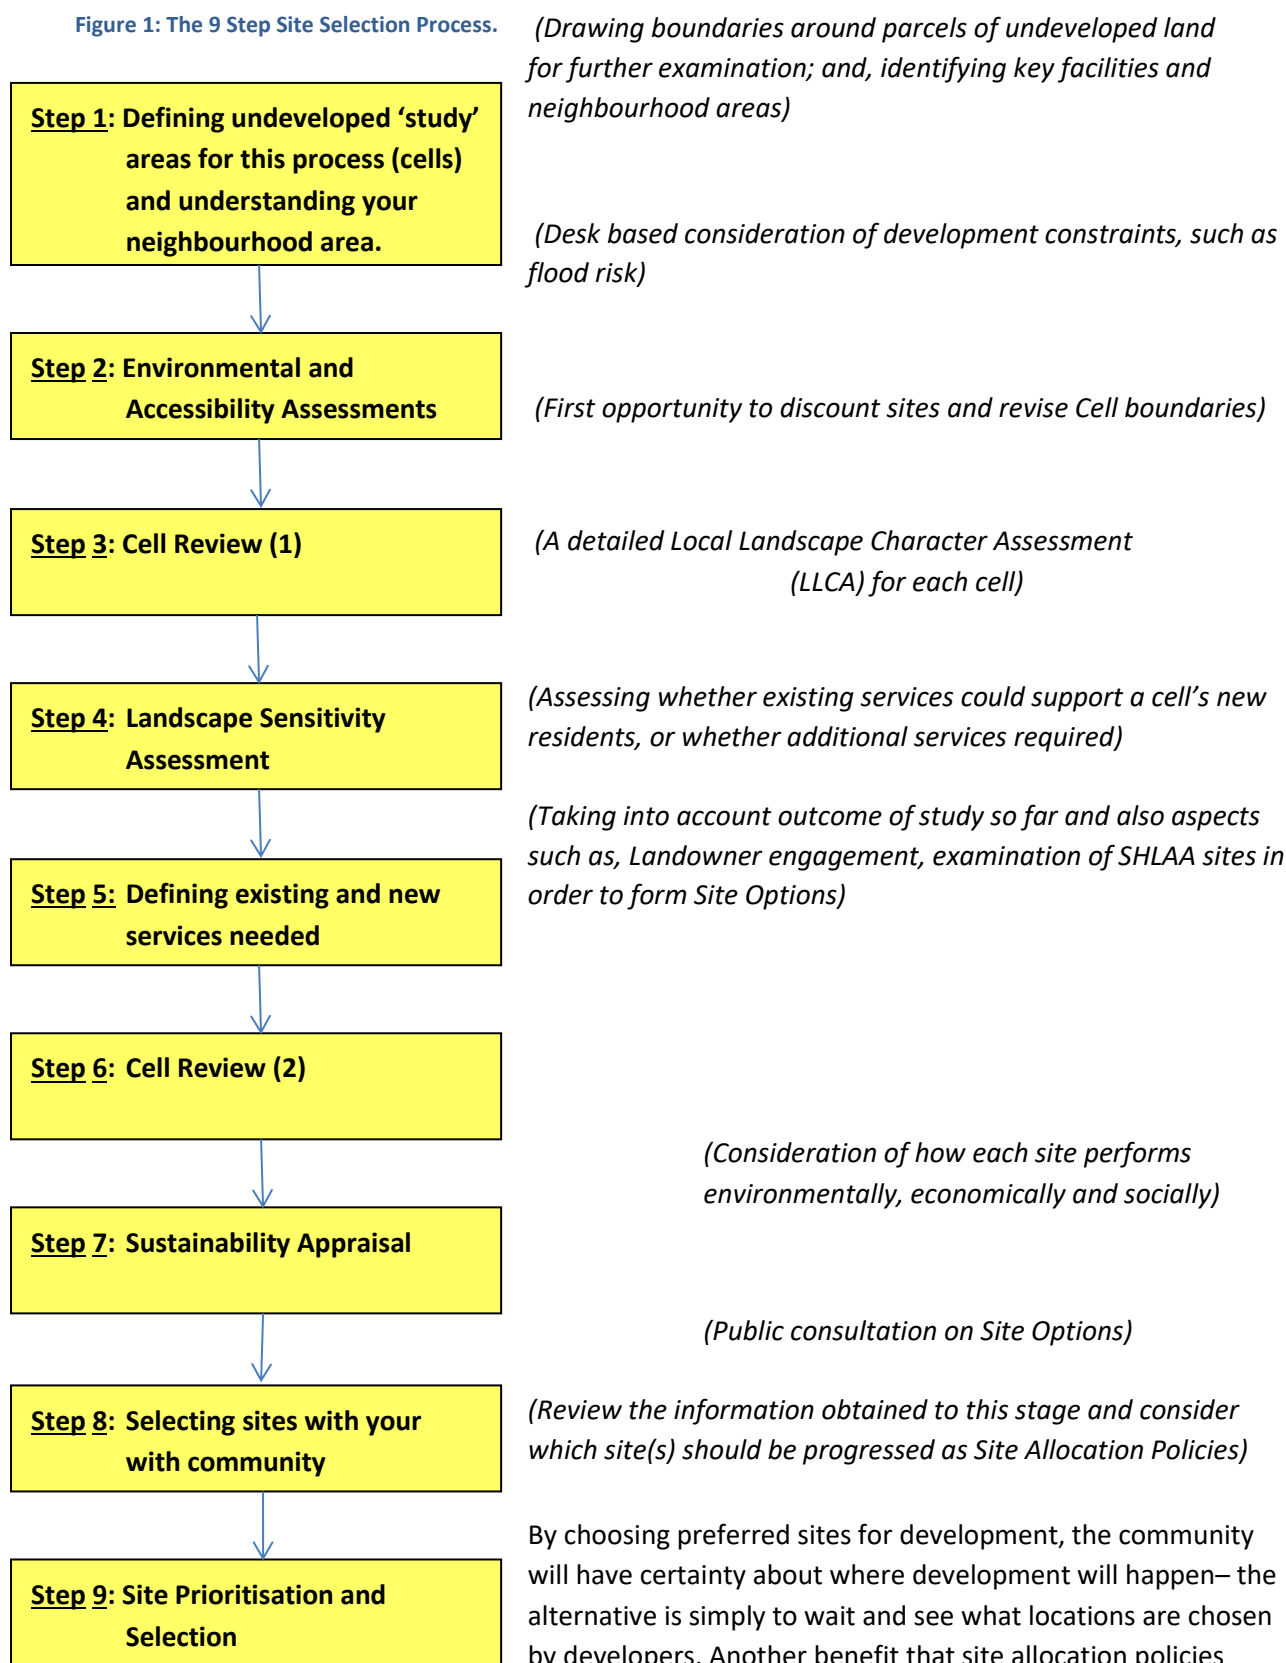 Figure 1: The 9 Step Site Selection Process.
(Drawing boundaries around parcels of undeveloped land
for further examination; and, identifying key facilities and
neighbourhood areas)
Step 1: Defining undeveloped ‘study’
areas for this process (cells)
and understanding your
neighbourhood area.
(Desk based consideration of development constraints, such as
flood risk)
Step 2: Environmental and
Accessibility Assessments
(First opportunity to discount sites and revise Cell boundaries)
Step 3: Cell Review (1)
(A detailed Local Landscape Character Assessment
(LLCA) for each cell)
Step 4: Landscape Sensitivity
Assessment
(Assessing whether existing services could support a cell’s new
residents, or whether additional services required)
(Taking into account outcome of study so far and also aspects
such as, Landowner engagement, examination of SHLAA sites in
order to form Site Options)
Step 5: Defining existing and new
services needed
Step 6: Cell Review (2)
(Consideration of how each site performs
environmentally, economically and socially)
Step 7: Sustainability Appraisal
(Public consultation on Site Options)
Step 8: Selecting sites with your
with community
(Review the information obtained to this stage and consider
which site(s) should be progressed as Site Allocation Policies)
Step 9: Site Prioritisation and
Selection
By choosing preferred sites for development, the community
will have certainty about where development will happen– the
alternative is simply to wait and see what locations are chosen
by developers. Another benefit that site allocation policies